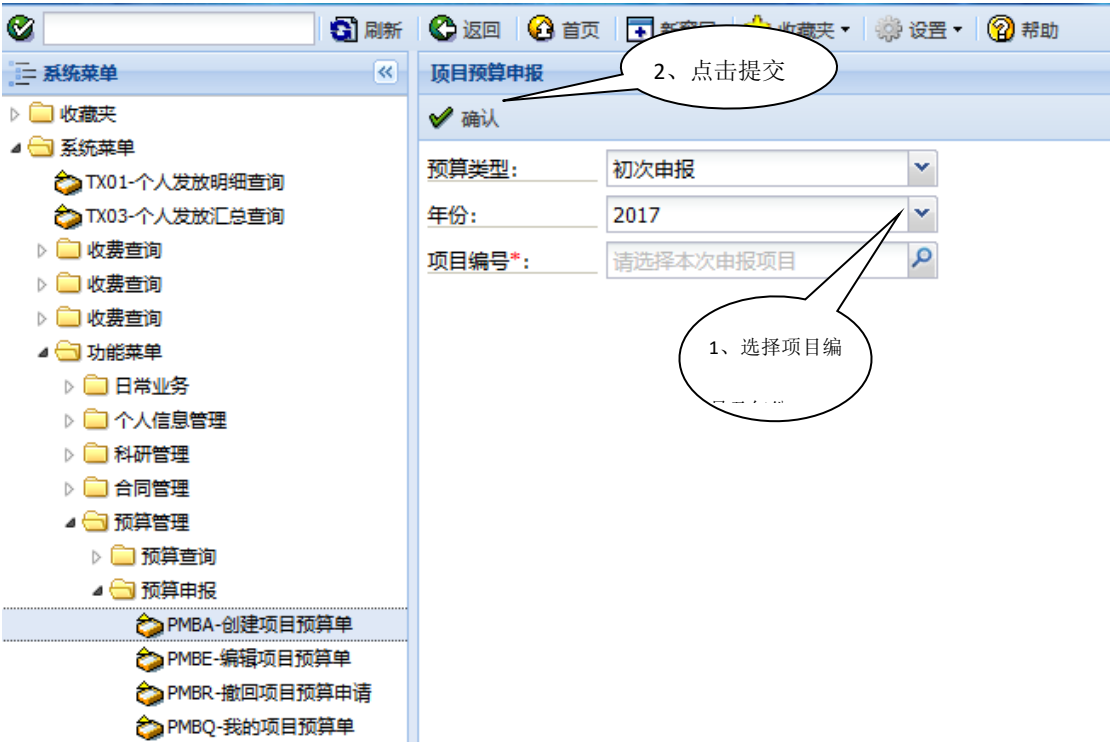 刷新 返回 首页 收藏夹 设置 帮助
系统菜单
收藏夹
系统菜单
TX01-个人发放明细查询
TX03-个人发放汇总查询
收费查询
收费查询
收费查询
功能菜单
日常业务
个人信息管理
科研管理
合同管理
预算管理
预算查询
预算申报
PMBA-创建项目预算单
PMBE-编辑项目预算单
PMBR-撤回项目预算申请
PMBQ-我的项目预算单
项目预算申报
2、点击提交
确认
预算类型: 初次申报
年份: 2017
项目编号*: 请选择本次申报项目
1、选择项目编